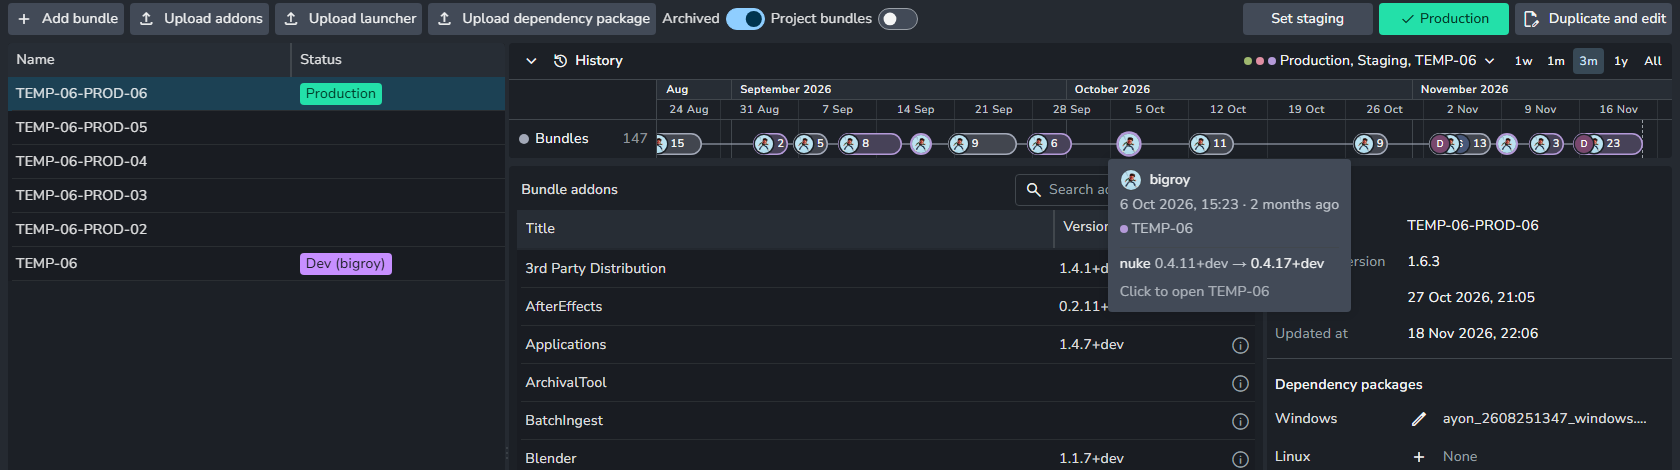 Add bundle
Upload addons
Upload launcher
Upload dependency package
Archived
Project bundles
Set staging
Production
Duplicate and edit
Name Status
TEMP-06-PROD-06 Production
TEMP-06-PROD-05
TEMP-06-PROD-04
TEMP-06-PROD-03
TEMP-06-PROD-02
TEMP-06 Dev (bigroy)
History
Production, Staging, TEMP-06
1w 1m 3m 1y All
Aug September 2026 October 2026 November 2026
24 Aug 31 Aug 7 Sep 14 Sep 21 Sep 28 Sep 5 Oct 12 Oct 19 Oct 26 Oct 2 Nov 9 Nov 16 Nov
Bundles 147 15 2 5 8 9 6 11 9 D 13 3 D 23
bigroy
6 Oct 2026, 15:23 · 2 months ago
TEMP-06
nuke 0.4.11+dev → 0.4.17+dev
Click to open TEMP-06
Bundle addons
Search
Title Version
3rd Party Distribution 1.4.1+d
AfterEffects 0.2.11+
Applications 1.4.7+dev
ArchivalTool
BatchIngest
Blender 1.1.7+dev
TEMP-06-PROD-06
ersion 1.6.3
27 Oct 2026, 21:05
Updated at 18 Nov 2026, 22:06
Dependency packages
Windows ayon_2608251347_windows....
Linux + None